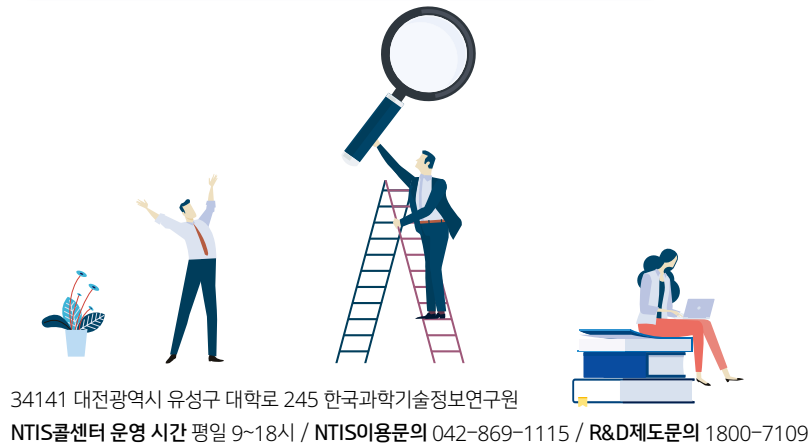 34141 대전광역시 유성구 대학로 245 한국과학기술정보연구원
NTIS콜센터 운영 시간 평일 9~18시 / NTIS이용문의 042-869-1115 / R&D제도문의 1800-7109